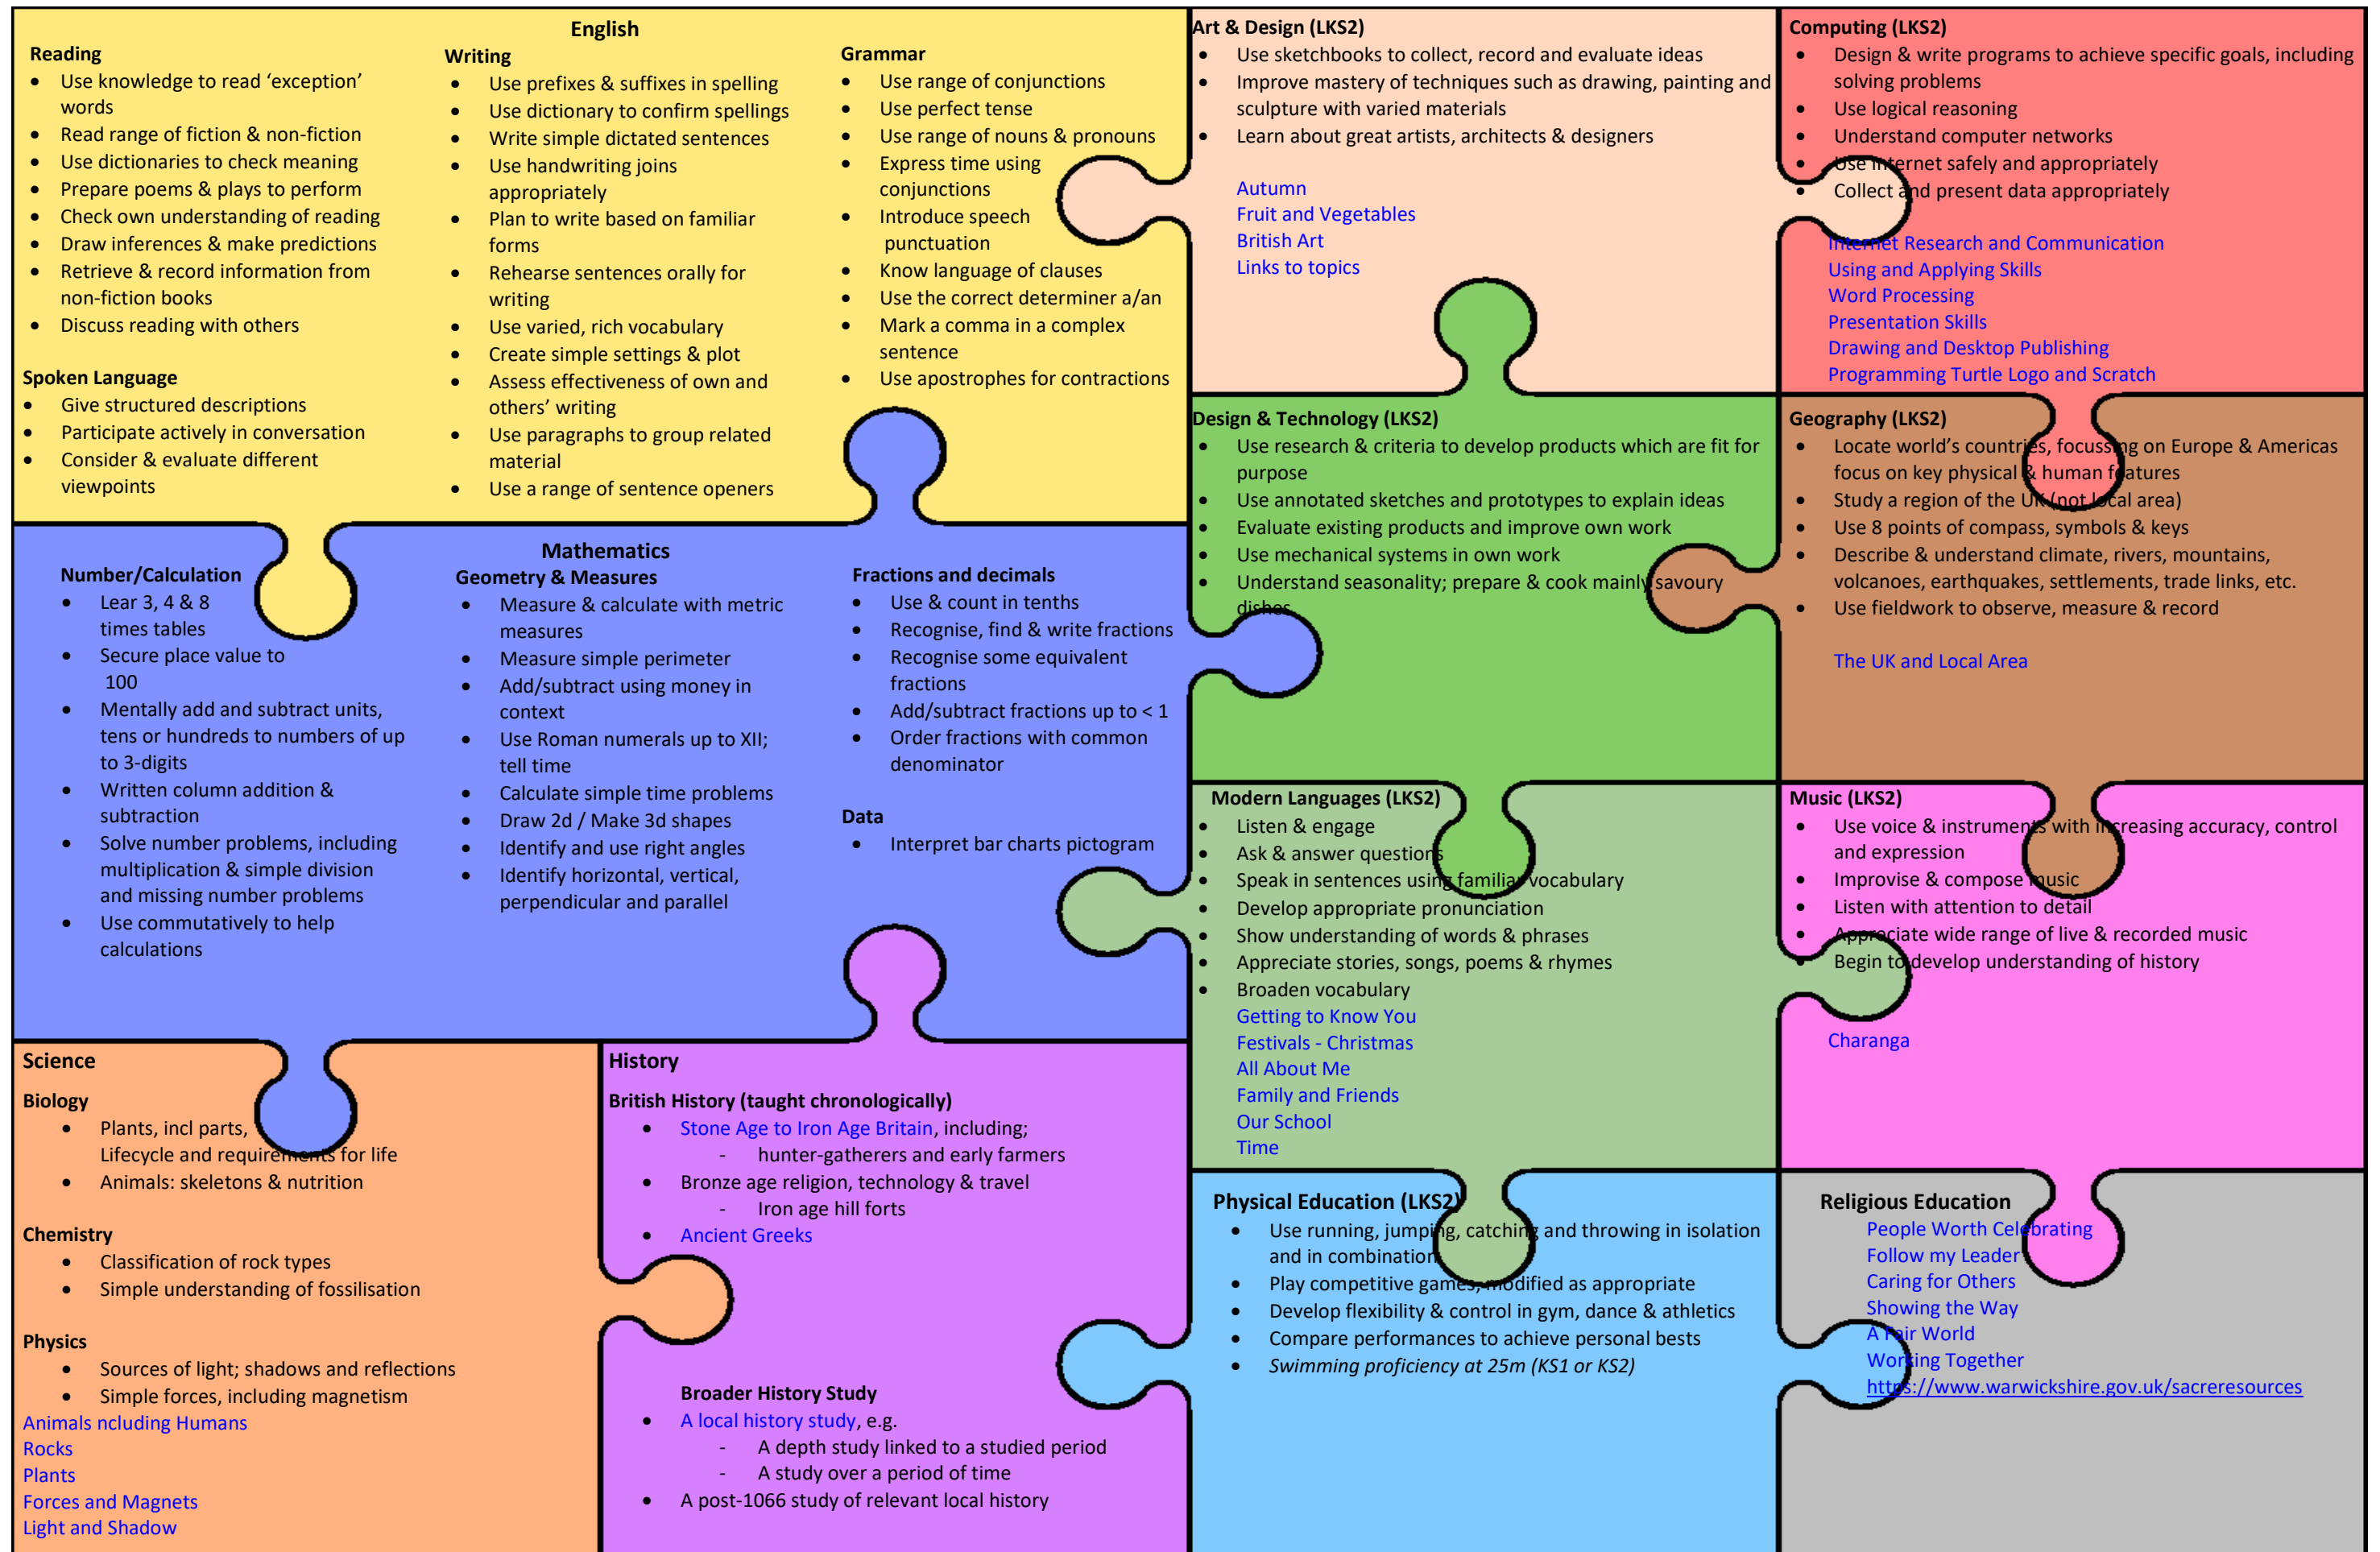 English
Reading
• Use knowledge to read ‘exception’
words
• Read range of fiction & non-fiction
• Use dictionaries to check meaning
• Prepare poems & plays to perform
• Check own understanding of reading
• Draw inferences & make predictions
• Retrieve & record information from
non-fiction books
• Discuss reading with others
Spoken Language
• Give structured descriptions
• Participate actively in conversation
• Consider & evaluate different
viewpoints
Writing
• Use prefixes & suffixes in spelling
• Use dictionary to confirm spellings
• Write simple dictated sentences
• Use handwriting joins
appropriately
• Plan to write based on familiar
forms
• Rehearse sentences orally for
writing
• Use varied, rich vocabulary
• Create simple settings & plot
• Assess effectiveness of own and
others’ writing
• Use paragraphs to group related
material
• Use a range of sentence openers
Grammar
• Use range of conjunctions
• Use perfect tense
• Use range of nouns & pronouns
• Express time using
conjunctions
• Introduce speech
punctuation
• Know language of clauses
• Use the correct determiner a/an
• Mark a comma in a complex
sentence
• Use apostrophes for contractions
Art & Design (LKS2)
• Use sketchbooks to collect, record and evaluate ideas
• Improve mastery of techniques such as drawing, painting and
sculpture with varied materials
• Learn about great artists, architects & designers
Autumn
Fruit and Vegetables
British Art
Links to topics
Computing (LKS2)
• Design & write programs to achieve specific goals, including
solving problems
• Use logical reasoning
• Understand computer networks
• Use internet safely and appropriately
• Collect and present data appropriately
Internet Research and Communication
Using and Applying Skills
Word Processing
Presentation Skills
Drawing and Desktop Publishing
Programming Turtle Logo and Scratch
Mathematics
Number/Calculation
• Lear 3, 4 & 8
times tables
• Secure place value to
100
• Mentally add and subtract units,
tens or hundreds to numbers of up
to 3-digits
• Written column addition &
subtraction
• Solve number problems, including
multiplication & simple division
and missing number problems
• Use commutatively to help
calculations
Geometry & Measures
• Measure & calculate with metric
measures
• Measure simple perimeter
• Add/subtract using money in
context
• Use Roman numerals up to XII;
tell time
• Calculate simple time problems
• Draw 2d / Make 3d shapes
• Identify and use right angles
• Identify horizontal, vertical,
perpendicular and parallel
Fractions and decimals
• Use & count in tenths
• Recognise, find & write fractions
• Recognise some equivalent
fractions
• Add/subtract fractions up to < 1
• Order fractions with common
denominator
Data
• Interpret bar charts pictogram
Design & Technology (LKS2)
• Use research & criteria to develop products which are fit for
purpose
• Use annotated sketches and prototypes to explain ideas
• Evaluate existing products and improve own work
• Use mechanical systems in own work
• Understand seasonality; prepare & cook mainly savoury
dishes
Geography (LKS2)
• Locate world’s countries, focussing on Europe & Americas
focus on key physical & human features
• Study a region of the UK (not local area)
• Use 8 points of compass, symbols & keys
• Describe & understand climate, rivers, mountains,
volcanoes, earthquakes, settlements, trade links, etc.
• Use fieldwork to observe, measure & record
The UK and Local Area
Modern Languages (LKS2)
• Listen & engage
• Ask & answer questions
• Speak in sentences using familiar vocabulary
• Develop appropriate pronunciation
• Show understanding of words & phrases
• Appreciate stories, songs, poems & rhymes
• Broaden vocabulary
Getting to Know You
Festivals - Christmas
All About Me
Family and Friends
Our School
Time
Music (LKS2)
• Use voice & instruments with increasing accuracy, control
and expression
• Improvise & compose music
• Listen with attention to detail
• Appreciate wide range of live & recorded music
• Begin to develop understanding of history
Charanga
Science
Biology
• Plants, incl parts,
Lifecycle and requirements for life
• Animals: skeletons & nutrition
Chemistry
• Classification of rock types
• Simple understanding of fossilisation
Physics
• Sources of light; shadows and reflections
• Simple forces, including magnetism
Animals ncluding Humans
Rocks
Plants
Forces and Magnets
Light and Shadow
History
British History (taught chronologically)
• Stone Age to Iron Age Britain, including;
- hunter-gatherers and early farmers
• Bronze age religion, technology & travel
- Iron age hill forts
• Ancient Greeks
Broader History Study
• A local history study, e.g.
- A depth study linked to a studied period
- A study over a period of time
• A post-1066 study of relevant local history
Physical Education (LKS2)
• Use running, jumping, catching and throwing in isolation
and in combination
• Play competitive games, modified as appropriate
• Develop flexibility & control in gym, dance & athletics
• Compare performances to achieve personal bests
• Swimming proficiency at 25m (KS1 or KS2)
Religious Education
People Worth Celebrating
Follow my Leader
Caring for Others
Showing the Way
A Fair World
Working Together
https://www.warwickshire.gov.uk/sacreresources